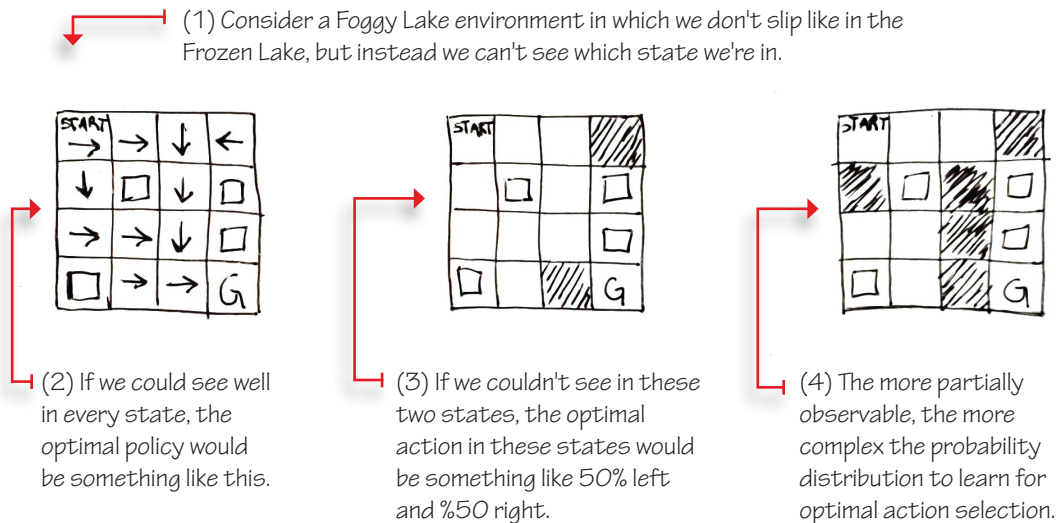 (1) Consider a Foggy Lake environment in which we don't slip like in the
Frozen Lake, but instead we can't see which state we're in.
START
G
START
G
START
G
(2) If we could see well
in every state, the
optimal policy would
be something like this.
(3) If we couldn't see in these
two states, the optimal
action in these states would
be something like 50% left
and %50 right.
(4) The more partially
observable, the more
complex the probability
distribution to learn for
optimal action selection.